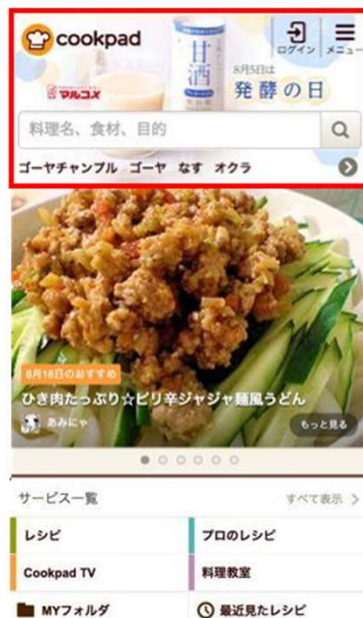 cookpad
ログイン メニュー
甘酒
8月5日は
発酵の日
マルコメ
料理名、食材、目的
ゴーヤチャンプル ゴーヤ なす オクラ
8月16日のおすすめ
ひき肉たっぷり☆ピリ辛ジャジャ麺風うどん
あみにゃ
もっと見る
サービス一覧
すべて表示
レシピ
プロのレシピ
Cookpad TV
料理教室
MYフォルダ
最近見たレシピ